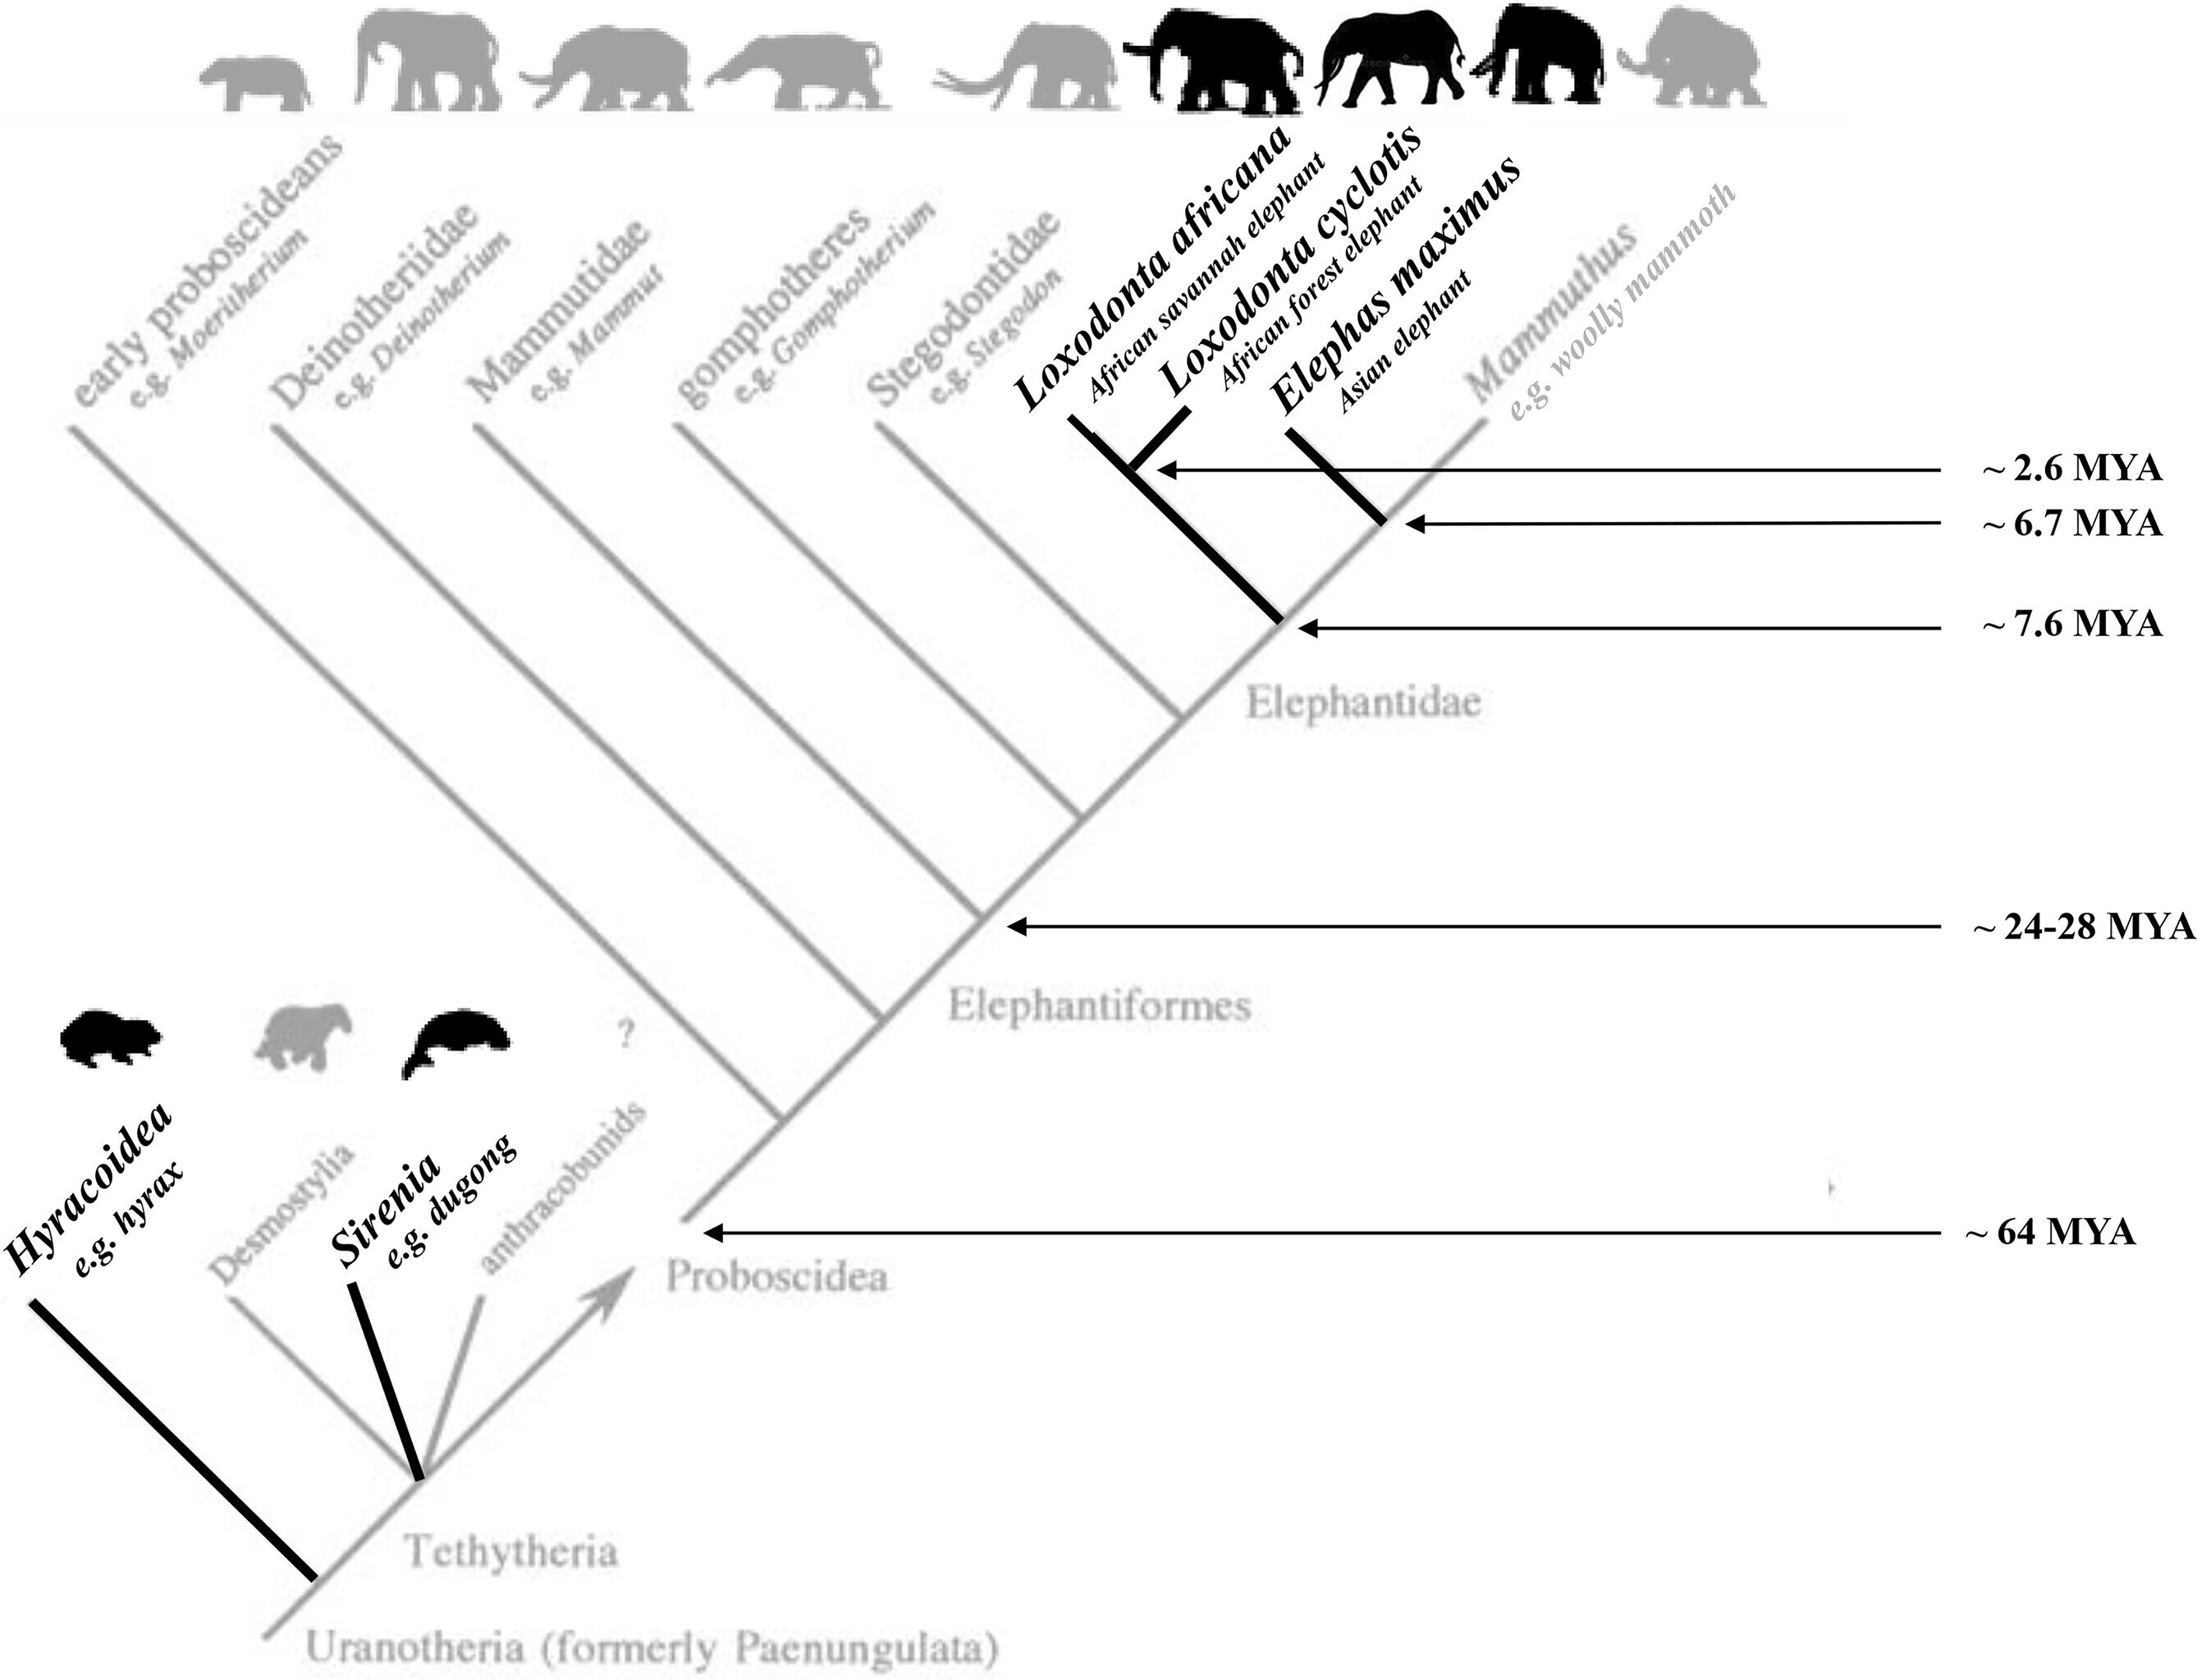 early proboscideans
e.g. Moeritherium
Deinotheriidae
e.g. Deinotherium
Mammutidae
e.g. Mammus
gomphotheres
e.g. Gomphotherium
Stegodontidae
e.g. Stegodon
Loxodonta africana
African savannah elephant
Loxodonta cyclotis
African forest elephant
Elephas maximus
Asian elephant
Mammuthus
e.g. woolly mammoth
~ 2.6 MYA
~ 6.7 MYA
~ 7.6 MYA
Elephantidae
~ 24-28 MYA
Elephantiformes
?
Hyracoidea
e.g. hyrax
Desmostylia
Sirenia
e.g. dugong
anthracobunids
~ 64 MYA
Proboscidea
Tethytheria
Uranotheria (formerly Paenungulata)